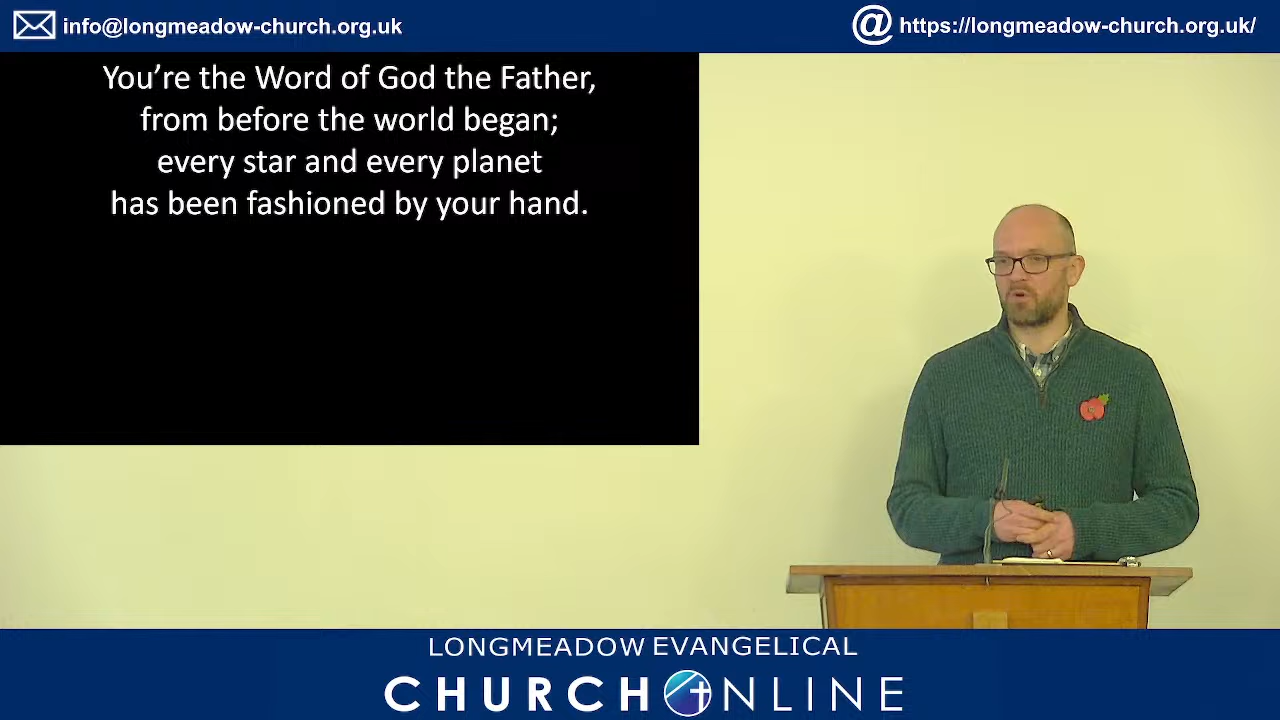 info@longmeadow-church.org.uk
https://longmeadow-church.org.uk/
You’re the Word of God the Father,
from before the world began;
every star and every planet
has been fashioned by your hand.
LONGMEADOW EVANGELICAL
CHURCH ONLINE